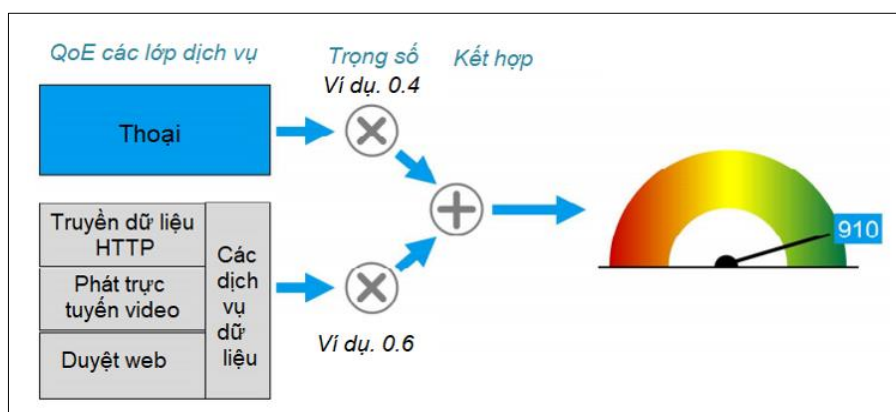 QoE các lớp dịch vụ
Trọng số
Kết hợp
Ví dụ. 0.4
Thoại
Truyền dữ liệu
HTTP
Phát trực
tuyến video
Duyệt web
Các
dịch
vụ
dữ
liệu
Ví dụ. 0.6
910